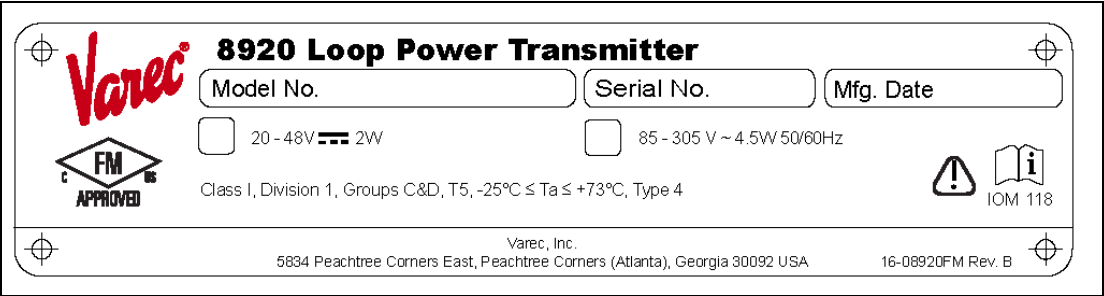 Varec®
8920 Loop Power Transmitter
Model No.
Serial No.
Mfg. Date
20 - 48V ⎓ 2W
85 - 305 V ~ 4.5W 50/60Hz
C FM US
APPROVED
Class I, Division 1, Groups C&D, T5, -25ºC ≤ Ta ≤ +73ºC, Type 4
i
IOM 118
Varec, Inc.
5834 Peachtree Corners East, Peachtree Corners (Atlanta), Georgia 30092 USA
16-08920FM Rev. B